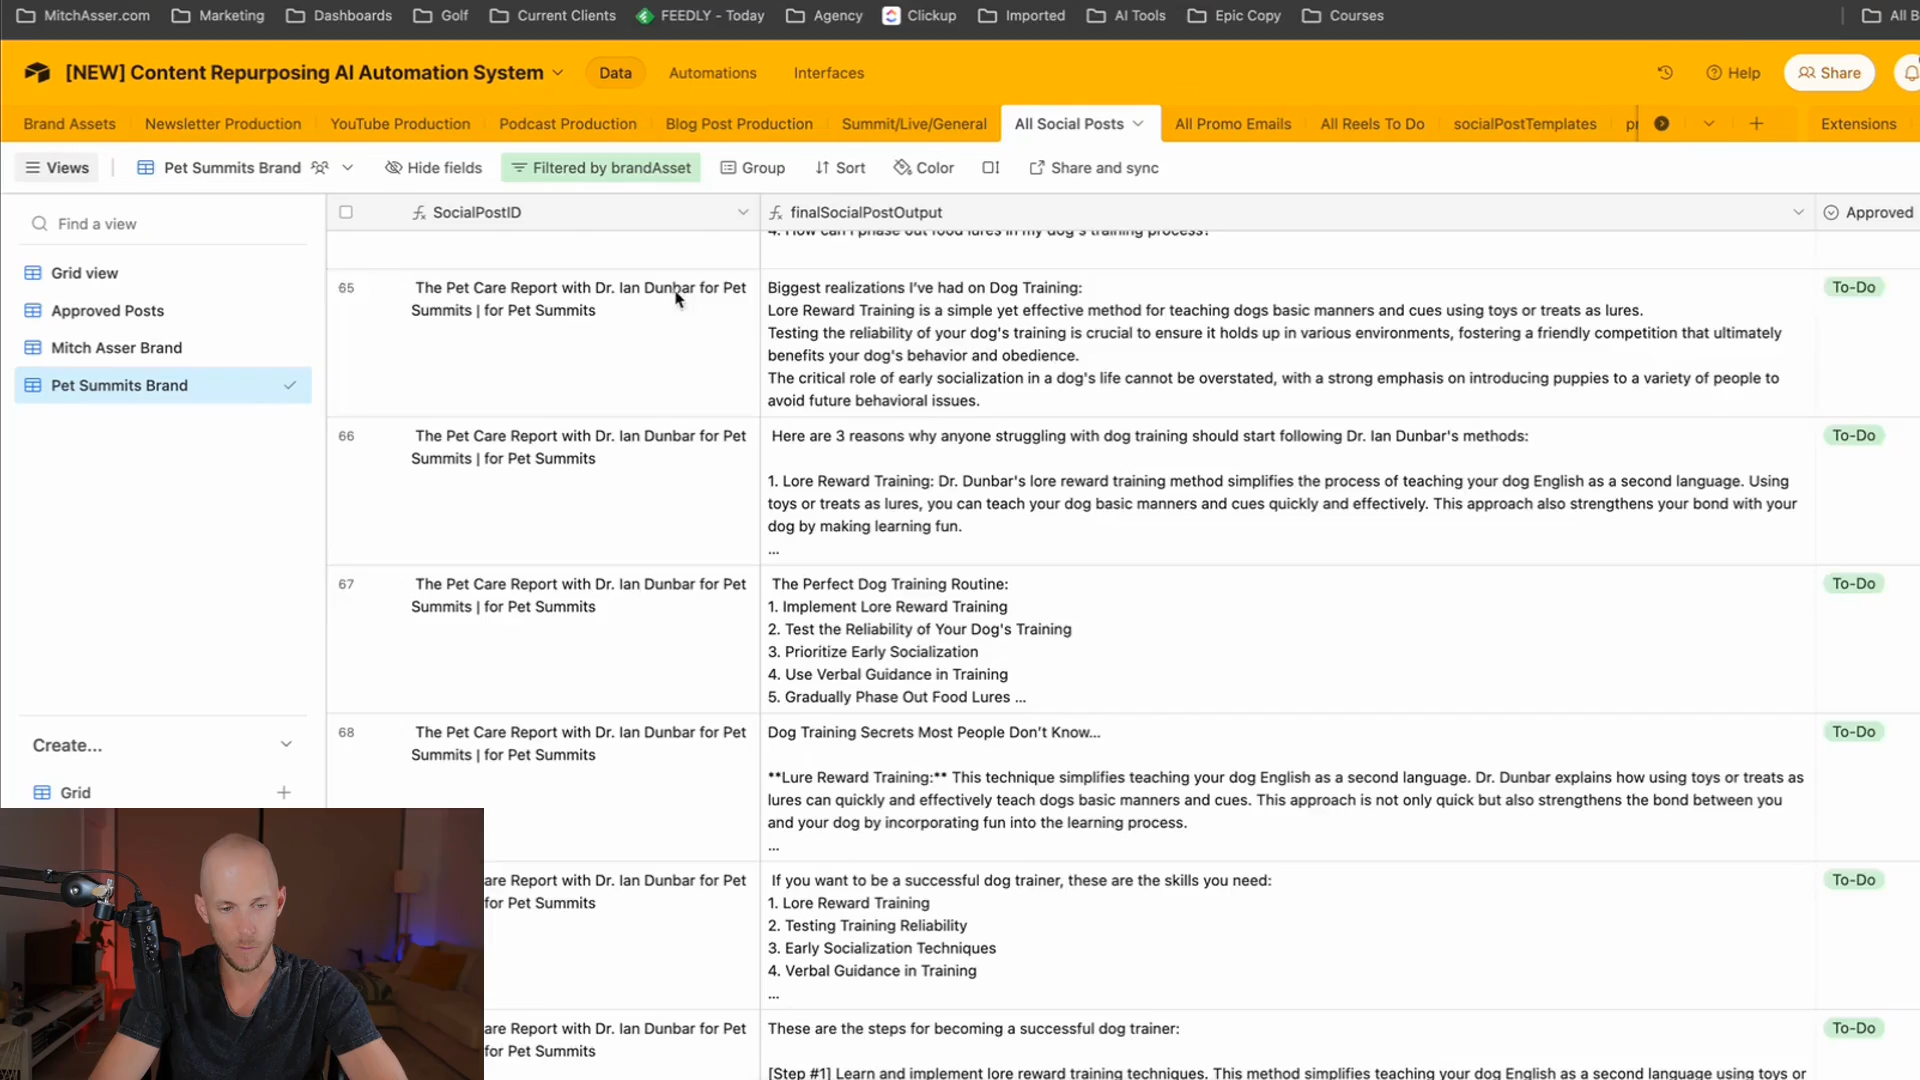 MitchAsser.com Marketing Dashboards Golf Current Clients FEEDLY - Today Agency Clickup Imported AI Tools Epic Copy Courses All B
[NEW] Content Repurposing AI Automation System Data Automations Interfaces Help Share
Brand Assets Newsletter Production YouTube Production Podcast Production Blog Post Production Summit/Live/General All Social Posts All Promo Emails All Reels To Do socialPostTemplates pr Extensions
Views Pet Summits Brand Hide fields Filtered by brandAsset Group Sort Color Share and sync
Find a view
Grid view
Approved Posts
Mitch Asser Brand
Pet Summits Brand
Create...
Grid
SocialPostID finalSocialPostOutput Approved
4. How can I phase out food lures in my dog's training process?
65
The Pet Care Report with Dr. Ian Dunbar for Pet
Summits | for Pet Summits
Biggest realizations I've had on Dog Training:
Lore Reward Training is a simple yet effective method for teaching dogs basic manners and cues using toys or treats as lures.
Testing the reliability of your dog's training is crucial to ensure it holds up in various environments, fostering a friendly competition that ultimately
benefits your dog's behavior and obedience.
The critical role of early socialization in a dog's life cannot be overstated, with a strong emphasis on introducing puppies to a variety of people to
avoid future behavioral issues.
To-Do
66
The Pet Care Report with Dr. Ian Dunbar for Pet
Summits | for Pet Summits
Here are 3 reasons why anyone struggling with dog training should start following Dr. Ian Dunbar's methods:
1. Lore Reward Training: Dr. Dunbar's lore reward training method simplifies the process of teaching your dog English as a second language. Using
toys or treats as lures, you can teach your dog basic manners and cues quickly and effectively. This approach also strengthens your bond with your
dog by making learning fun.
...
To-Do
67
The Pet Care Report with Dr. Ian Dunbar for Pet
Summits | for Pet Summits
The Perfect Dog Training Routine:
1. Implement Lore Reward Training
2. Test the Reliability of Your Dog's Training
3. Prioritize Early Socialization
4. Use Verbal Guidance in Training
5. Gradually Phase Out Food Lures ...
To-Do
68
The Pet Care Report with Dr. Ian Dunbar for Pet
Summits | for Pet Summits
Dog Training Secrets Most People Don't Know...
**Lure Reward Training:** This technique simplifies teaching your dog English as a second language. Dr. Dunbar explains how using toys or treats as
lures can quickly and effectively teach dogs basic manners and cues. This approach is not only quick but also strengthens the bond between you
and your dog by incorporating fun into the learning process.
...
To-Do
are Report with Dr. Ian Dunbar for Pet
for Pet Summits
If you want to be a successful dog trainer, these are the skills you need:
1. Lore Reward Training
2. Testing Training Reliability
3. Early Socialization Techniques
4. Verbal Guidance in Training
...
To-Do
are Report with Dr. Ian Dunbar for Pet
for Pet Summits
These are the steps for becoming a successful dog trainer:
[Step #1] Learn and implement lore reward training techniques. This method simplifies teaching your dog English as a second language using toys or
To-Do